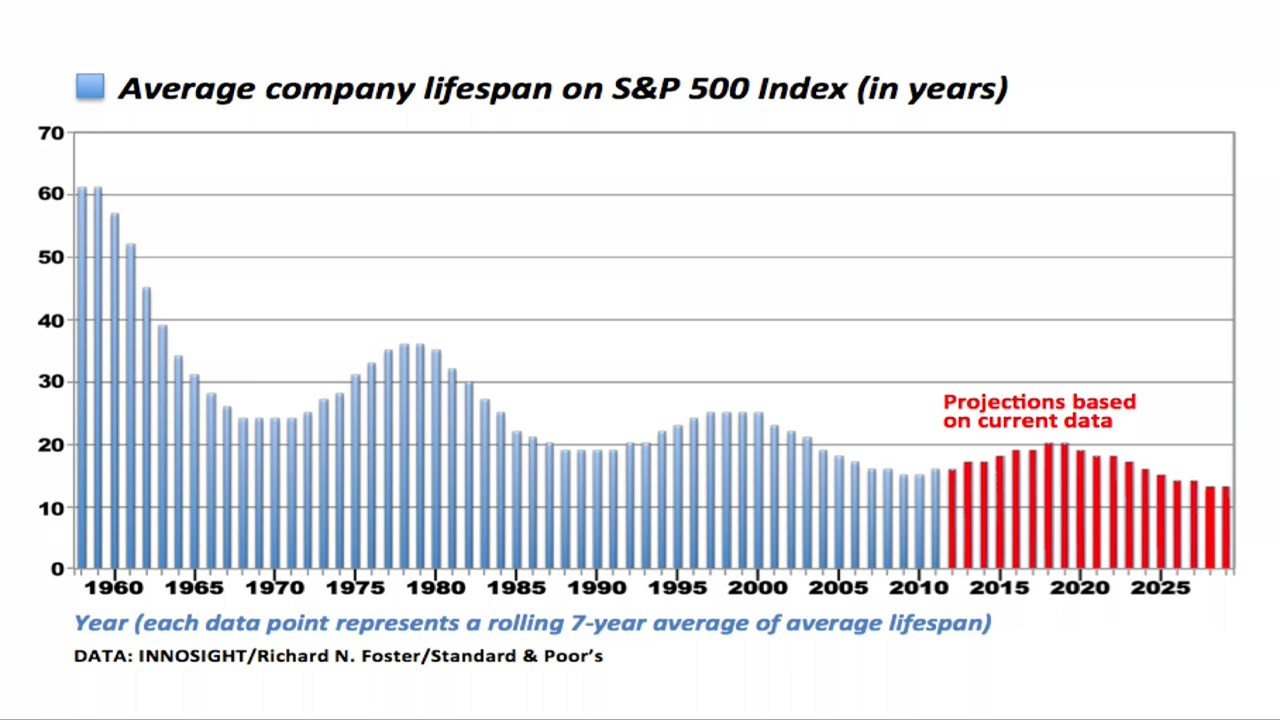 Average company lifespan on S&P 500 Index (in years)
70
60
50
40
30
20
10
0
Projections based
on current data
1960 1965 1970 1975 1980 1985 1990 1995 2000 2005 2010 2015 2020 2025
Year (each data point represents a rolling 7-year average of average lifespan)
DATA: INNOSIGHT/Richard N. Foster/Standard & Poor’s